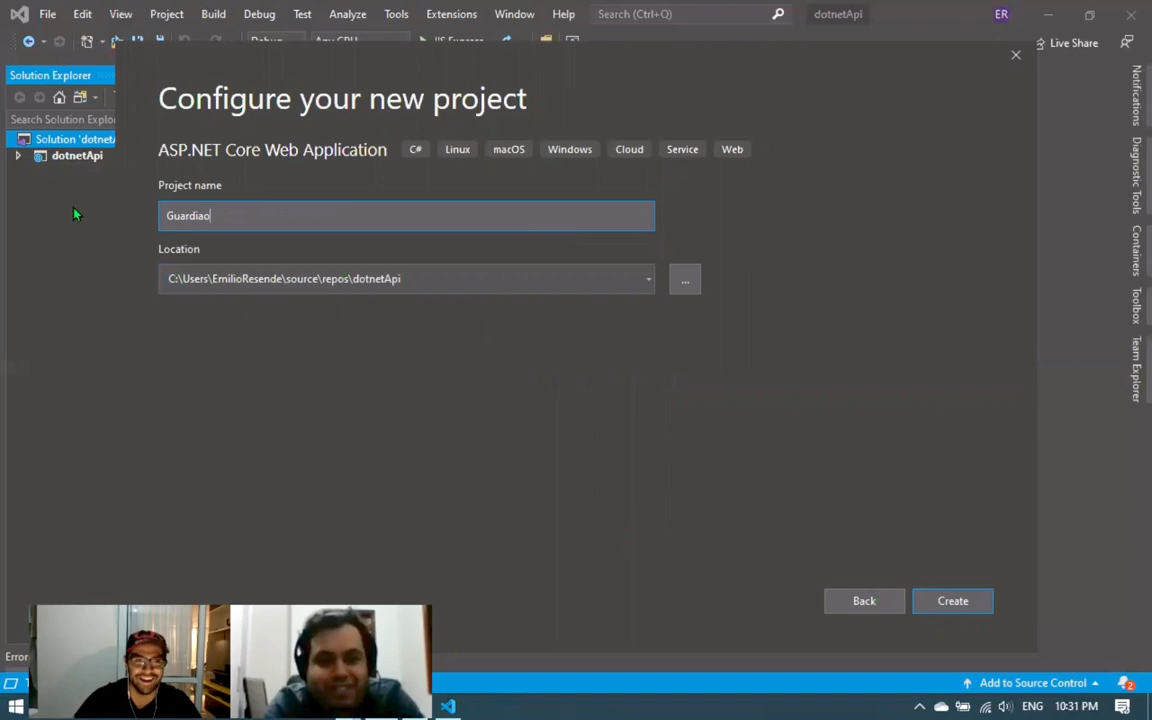 File Edit View Project Build Debug Test Analyze Tools Extensions Window Help Search (Ctrl+Q) dotnetApi ER
Live Share
Solution Explorer
Search Solution Explo
Solution 'dotnetA
dotnetApi
Configure your new project
ASP.NET Core Web Application C# Linux macOS Windows Cloud Service Web
Project name
Guardiao
Location
C:\Users\EmilioResende\source\repos\dotnetApi
...
Back Create
Notifications
Diagnostic Tools
Containers
Toolbox
Team Explorer
Error
Add to Source Control 2
ENG 10:31 PM